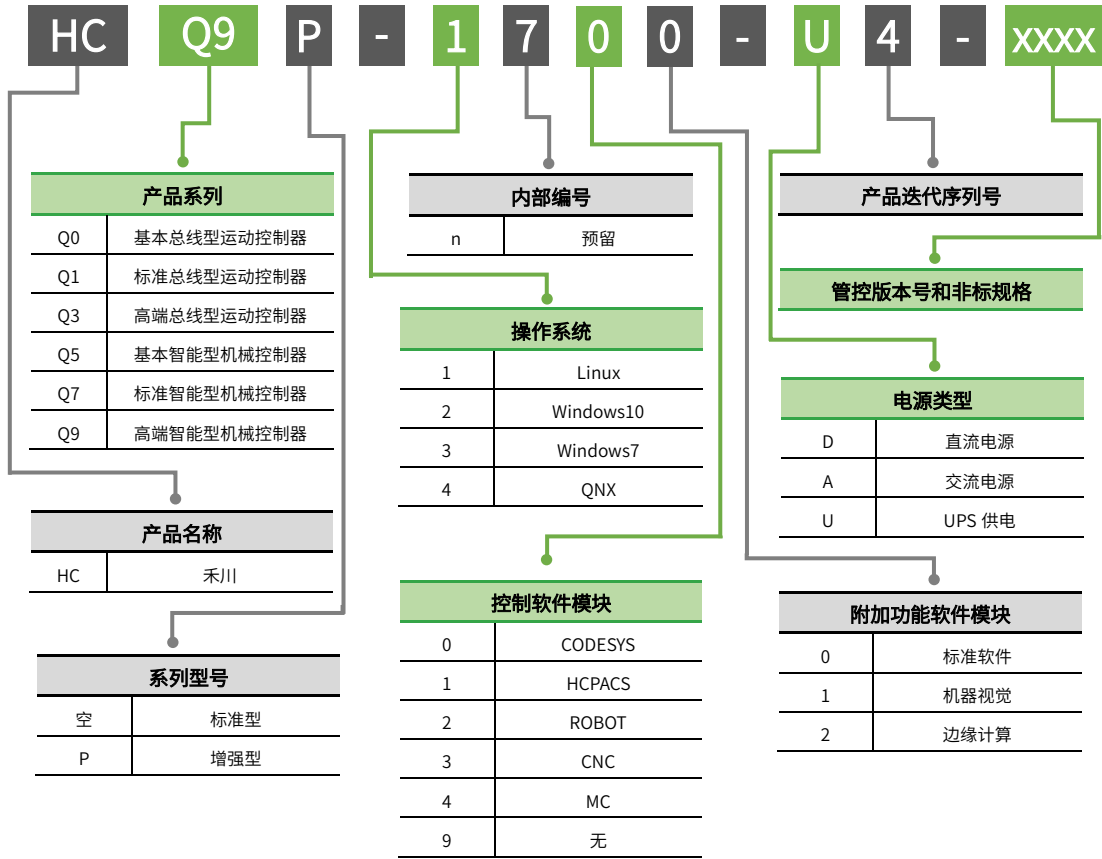 HC Q9 P - 1 7 0 0 - U 4 - xxxx
产品系列
Q0 基本总线型运动控制器
Q1 标准总线型运动控制器
Q3 高端总线型运动控制器
Q5 基本智能型机械控制器
Q7 标准智能型机械控制器
Q9 高端智能型机械控制器
产品名称
HC 禾川
系列型号
空 标准型
P 增强型
内部编号
n 预留
操作系统
1 Linux
2 Windows10
3 Windows7
4 QNX
控制软件模块
0 CODESYS
1 HCPACS
2 ROBOT
3 CNC
4 MC
9 无
产品迭代序列号
管控版本号和非标规格
电源类型
D 直流电源
A 交流电源
U UPS 供电
附加功能软件模块
0 标准软件
1 机器视觉
2 边缘计算